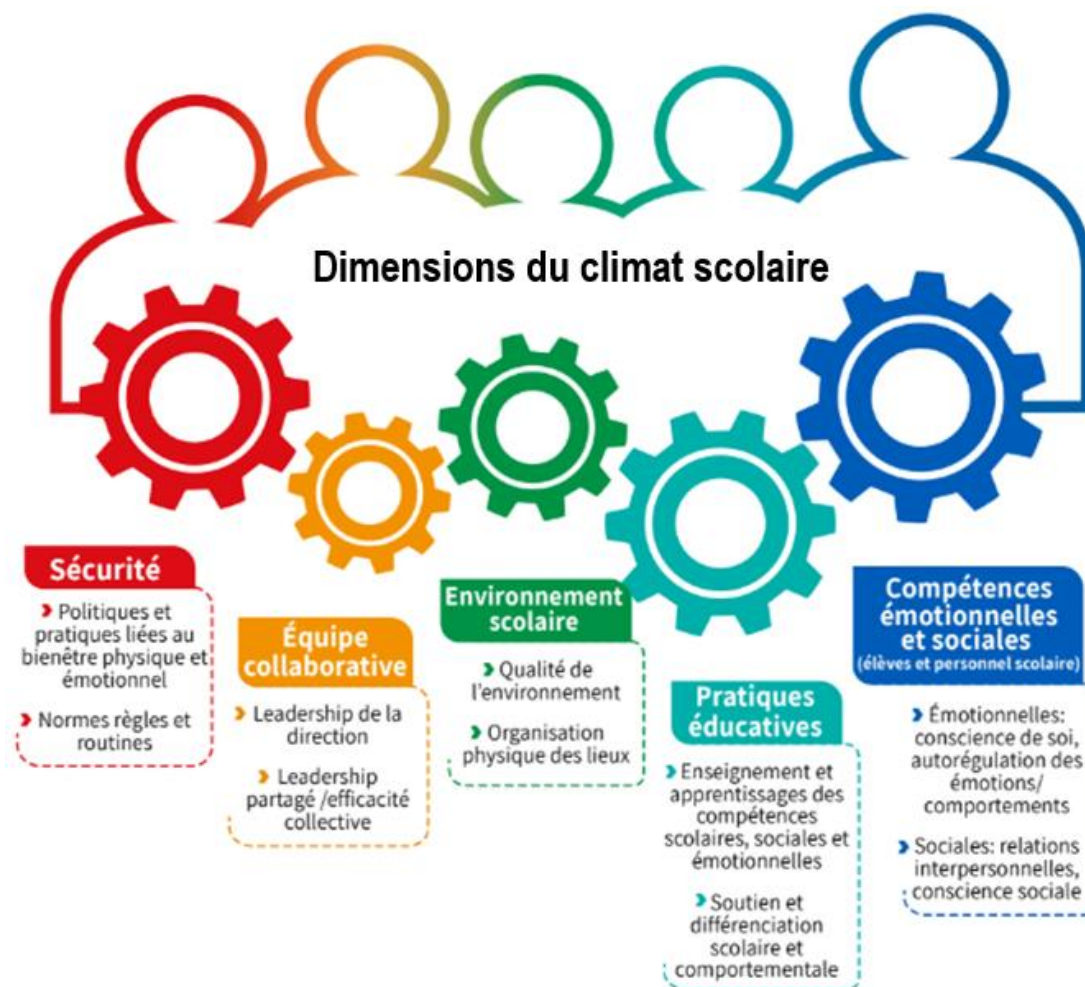 Dimensions du climat scolaire
Sécurité
Politiques et
pratiques liées au
bienêtre physique et
émotionnel
Normes règles et
routines
Équipe
collaborative
Leadership de la
direction
Leadership
partagé /efficacité
collective
Environnement
scolaire
Qualité de
l'environnement
Organisation
physique des lieux
Pratiques
éducatives
Enseignement et
apprentissages des
compétences
scolaires, sociales et
émotionnelles
Soutien et
différenciation
scolaire et
comportementale
Compétences
émotionnelles
et sociales
(élèves et personnel scolaire)
Émotionnelles:
conscience de soi,
autorégulation des
émotions/
comportements
Sociales: relations
interpersonnelles,
conscience sociale